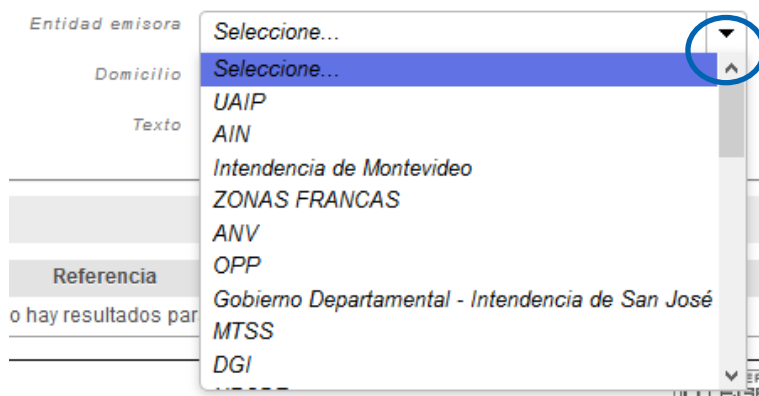 Entidad emisora
Seleccione...
Domicilio
Seleccione...
UAIP
Texto
AIN
Intendencia de Montevideo
ZONAS FRANCAS
ANV
OPP
Referencia
Gobierno Departamental - Intendencia de San José
o hay resultados par
MTSS
DGI